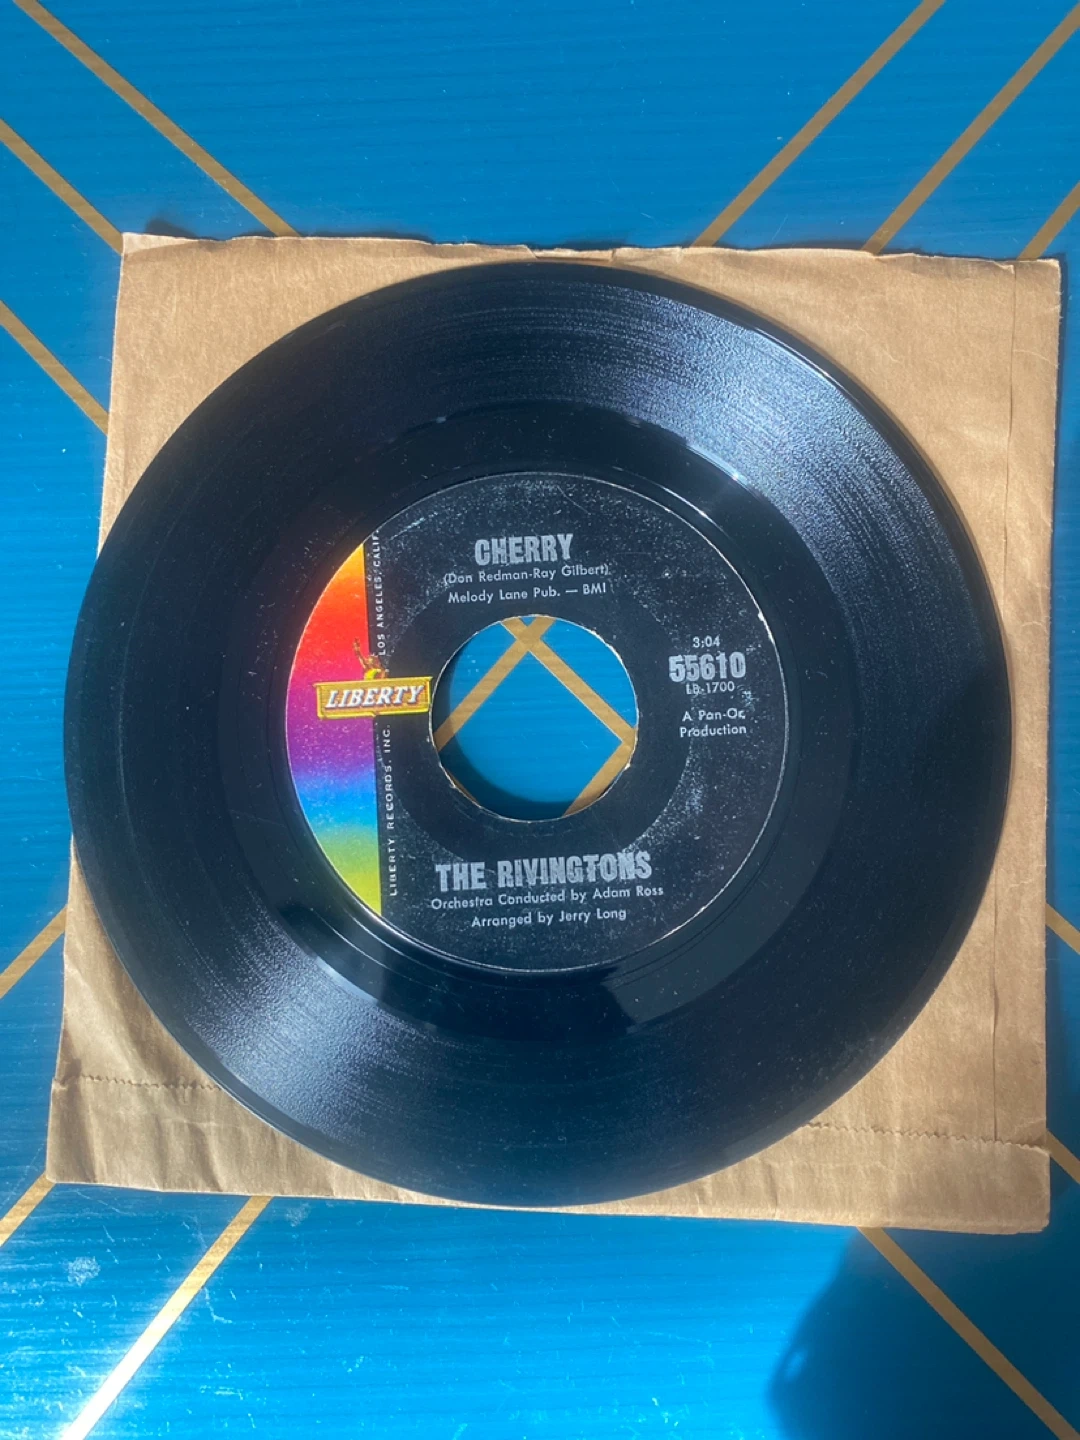 CHERRY
(Don Redman-Ray Gilbert)
Melody Lane Pub. — BMI
3:04
55610
LB-1700
A Pan-Or
Production
LIBERTY
LIBERTY RECORDS, INC. LOS ANGELES, CALIF.
THE RIVINGTONS
Orchestra Conducted by Adam Ross
Arranged by Jerry Long